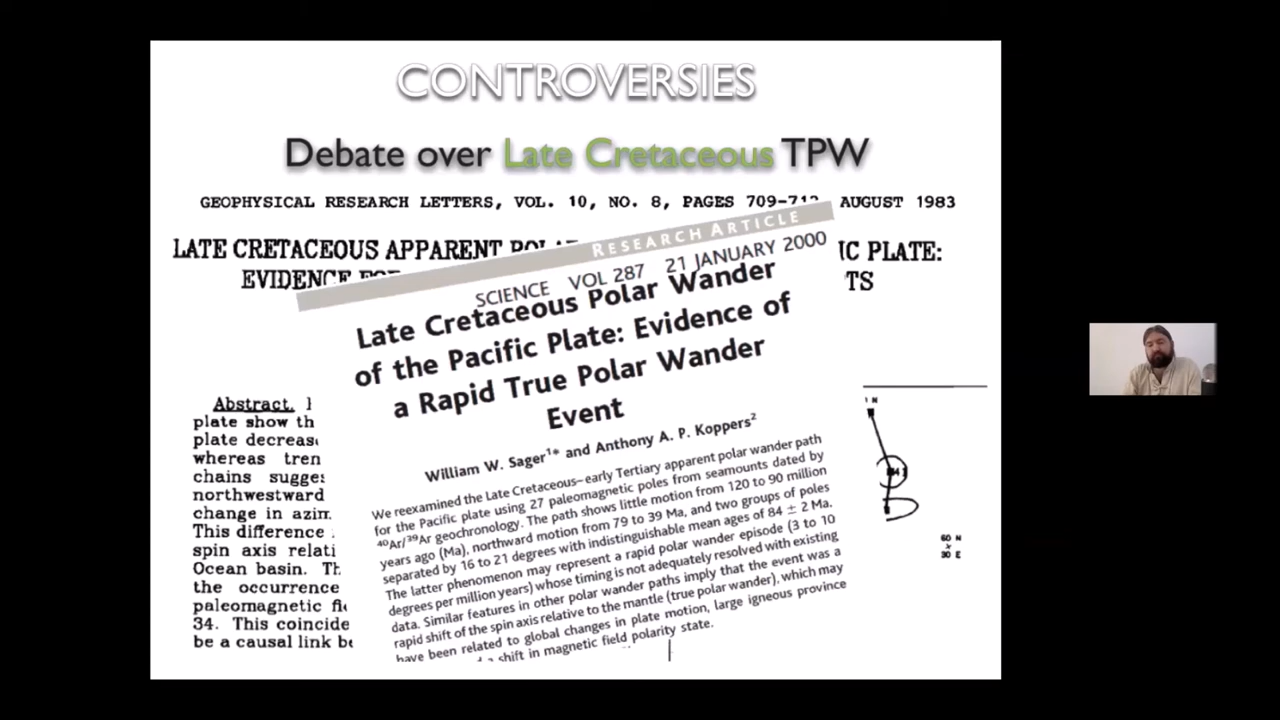 CONTROVERSIES
Debate over Late Cretaceous TPW
GEOPHYSICAL RESEARCH LETTERS, VOL. 10, NO. 8, PAGES 709-712 AUGUST 1983
LATE CRETACEOUS APPARENT POLAR IC PLATE:
EVIDENCE FOR TS
RESEARCH ARTICLE
SCIENCE VOL 287 21 JANUARY 2000
Late Cretaceous Polar Wander
of the Pacific Plate: Evidence of
a Rapid True Polar Wander
Event
William W. Sager1* and Anthony A. P. Koppers2
We reexamined the Late Cretaceous–early Tertiary apparent polar wander path
for the Pacific plate using 27 paleomagnetic poles from seamounts dated by
40Ar/39Ar geochronology. The path shows little motion from 120 to 90 million
years ago (Ma), northward motion from 79 to 39 Ma, and two groups of poles
separated by 16 to 21 degrees with indistinguishable mean ages of 84 ± 2 Ma.
The latter phenomenon may represent a rapid polar wander episode (3 to 10
degrees per million years) whose timing is not adequately resolved with existing
data. Similar features in other polar wander paths imply that the event was a
rapid shift of the spin axis relative to the mantle (true polar wander), which may
have been related to global changes in plate motion, large igneous province
a shift in magnetic field polarity state.
Abstract.
plate show th
plate decreas
whereas tren
chains sugge
northwestward
change in azim
This difference
spin axis relati
Ocean basin. Th
the occurrence
paleomagnetic fi
34. This coincide
be a causal link be
N
60 N
30 E